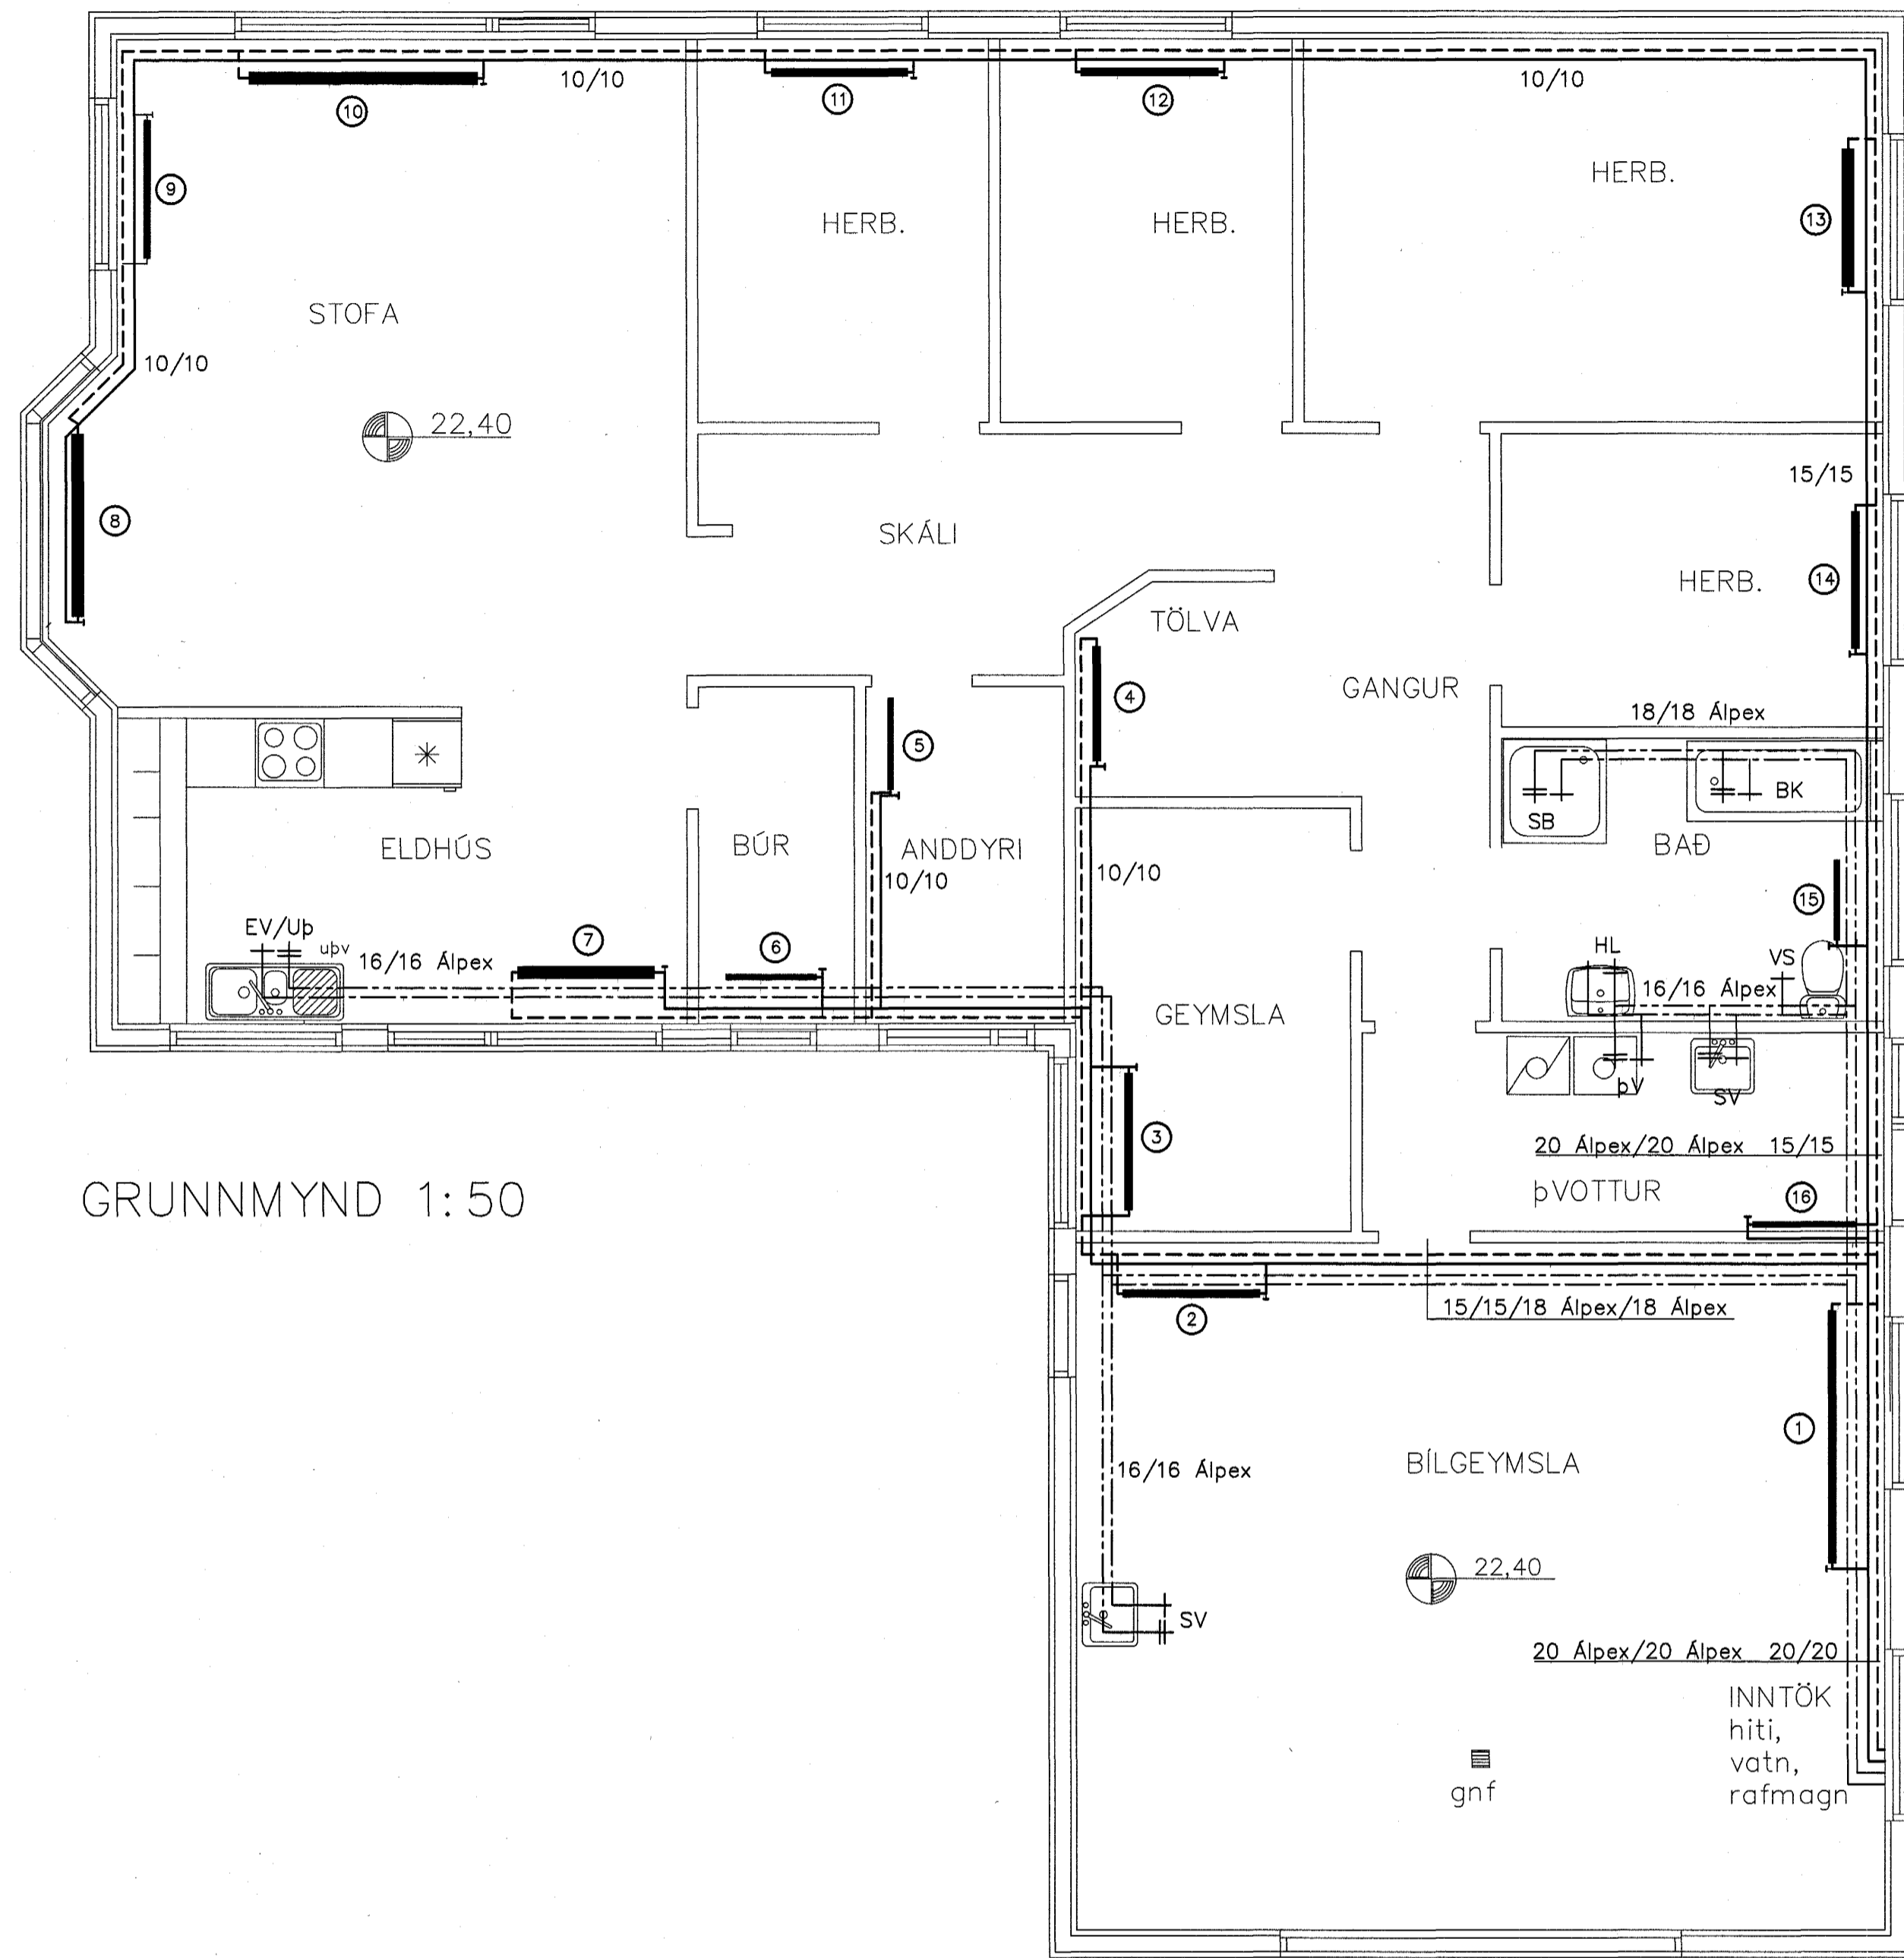 10/10
10/10
10
11
12
9
HERB.
13
HERB.
HERB.
STOFA
10/10
22,40
15/15
8
SKÁLI
14
HERB.
TÖLVA
4
GANGUR
18/18 Álpex
5
BK
SB
ELDHÚS
BÚR
ANDDYRI
BAÐ
10/10
10/10
15
EV/Uþ
uþv
16/16 Álpex
7
6
HL
VS
16/16 Álpex
GEYMSLA
þV
SV
3
20 Álpex/20 Álpex 15/15
GRUNNMYND 1:50
þVOTTUR
16
2
15/15/18 Álpex/18 Álpex
1
16/16 Álpex
BÍLGEYMSLA
22,40
SV
20 Álpex/20 Álpex 20/20
INNTÖK
hiti,
vatn,
rafmagn
gnf